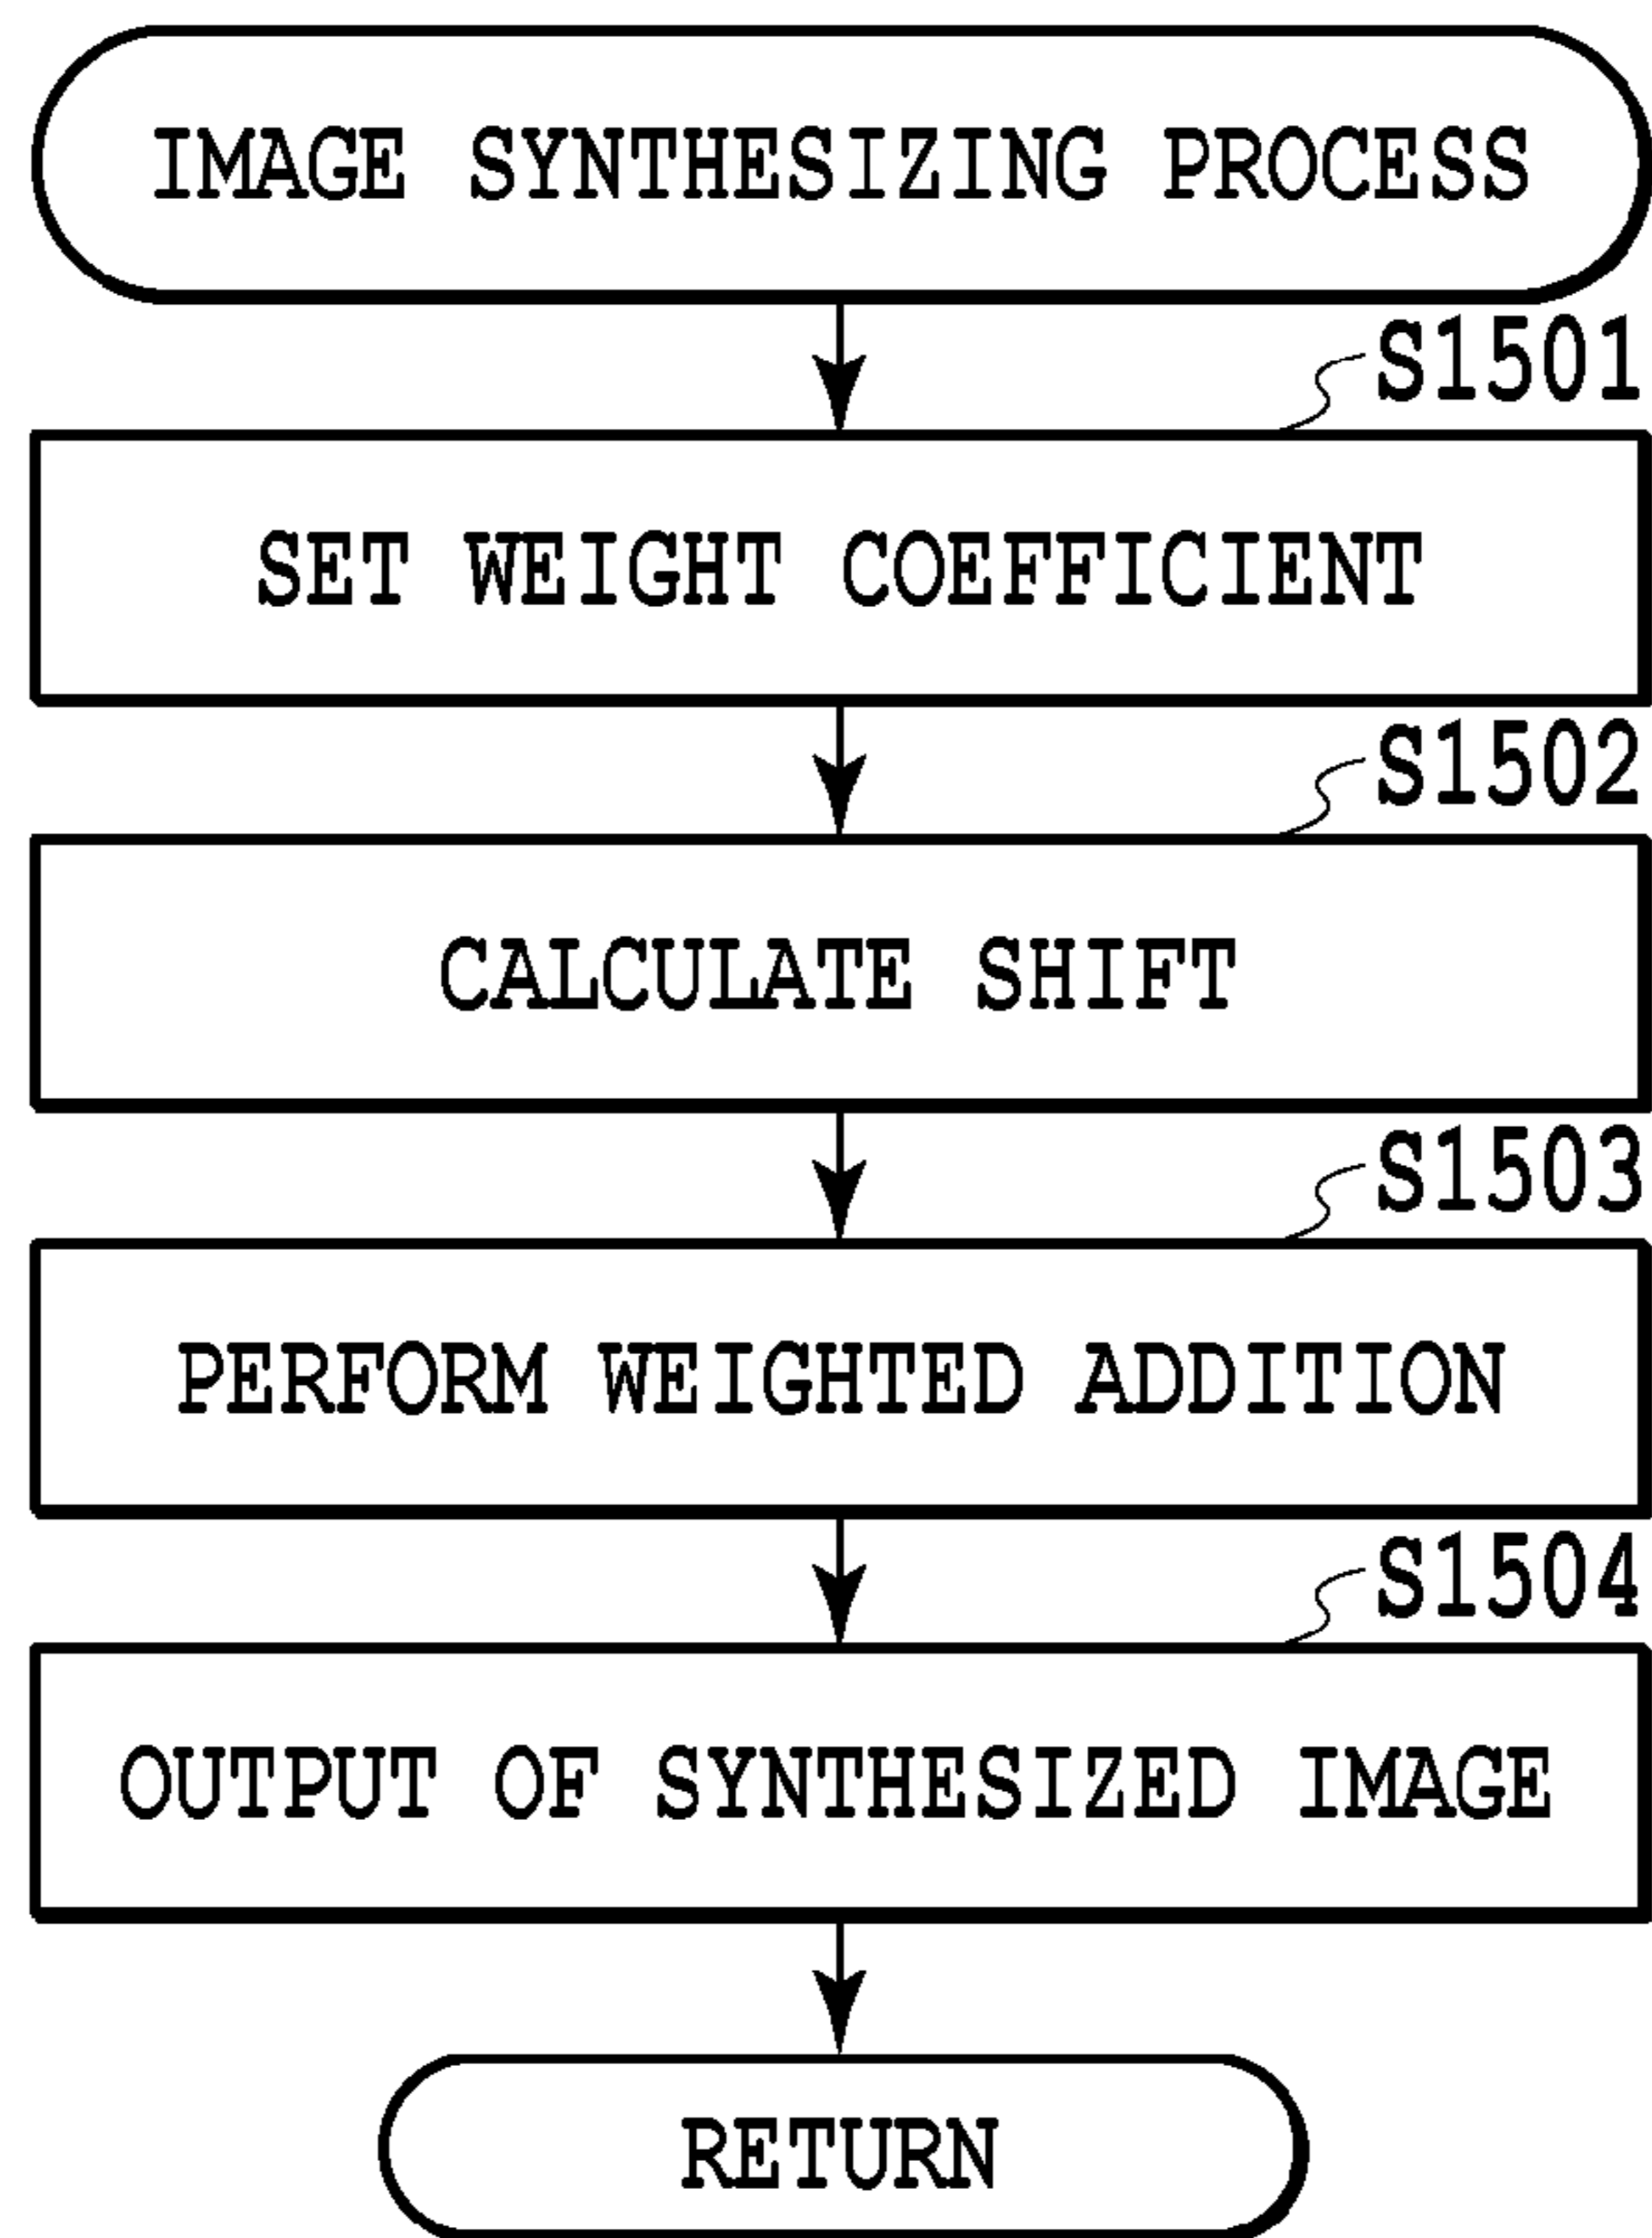 IMAGE SYNTHESIZING PROCESS
S1501
SET WEIGHT COEFFICIENT
S1502
CALCULATE SHIFT
S1503
PERFORM WEIGHTED ADDITION
S1504
OUTPUT OF SYNTHESIZED IMAGE
RETURN